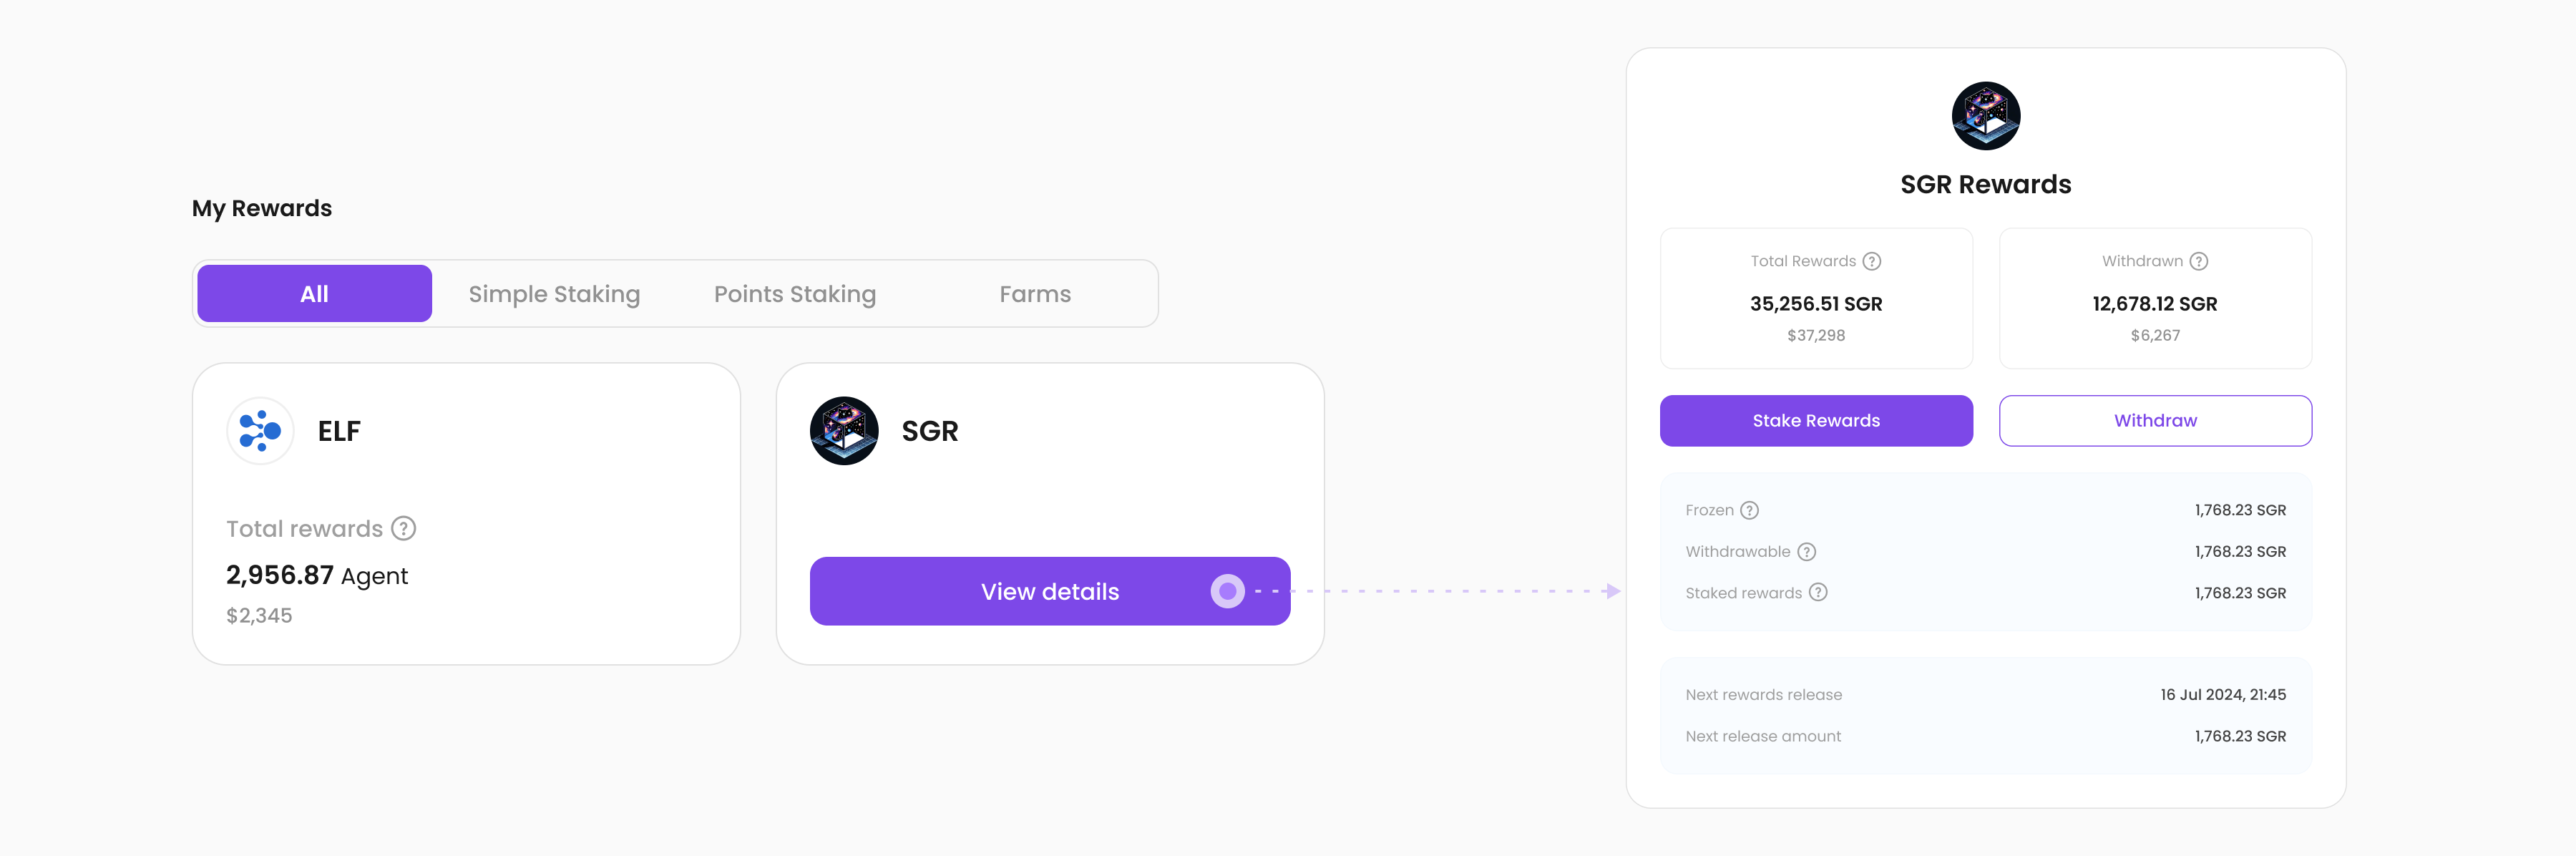 My Rewards
All Simple Staking Points Staking Farms
ELF
Total rewards ?
2,956.87 Agent
$2,345
SGR
View details
SGR Rewards
Total Rewards ?
35,256.51 SGR
$37,298
Withdrawn ?
12,678.12 SGR
$6,267
Stake Rewards
Withdraw
Frozen ? 1,768.23 SGR
Withdrawable ? 1,768.23 SGR
Staked rewards ? 1,768.23 SGR
Next rewards release 16 Jul 2024, 21:45
Next release amount 1,768.23 SGR